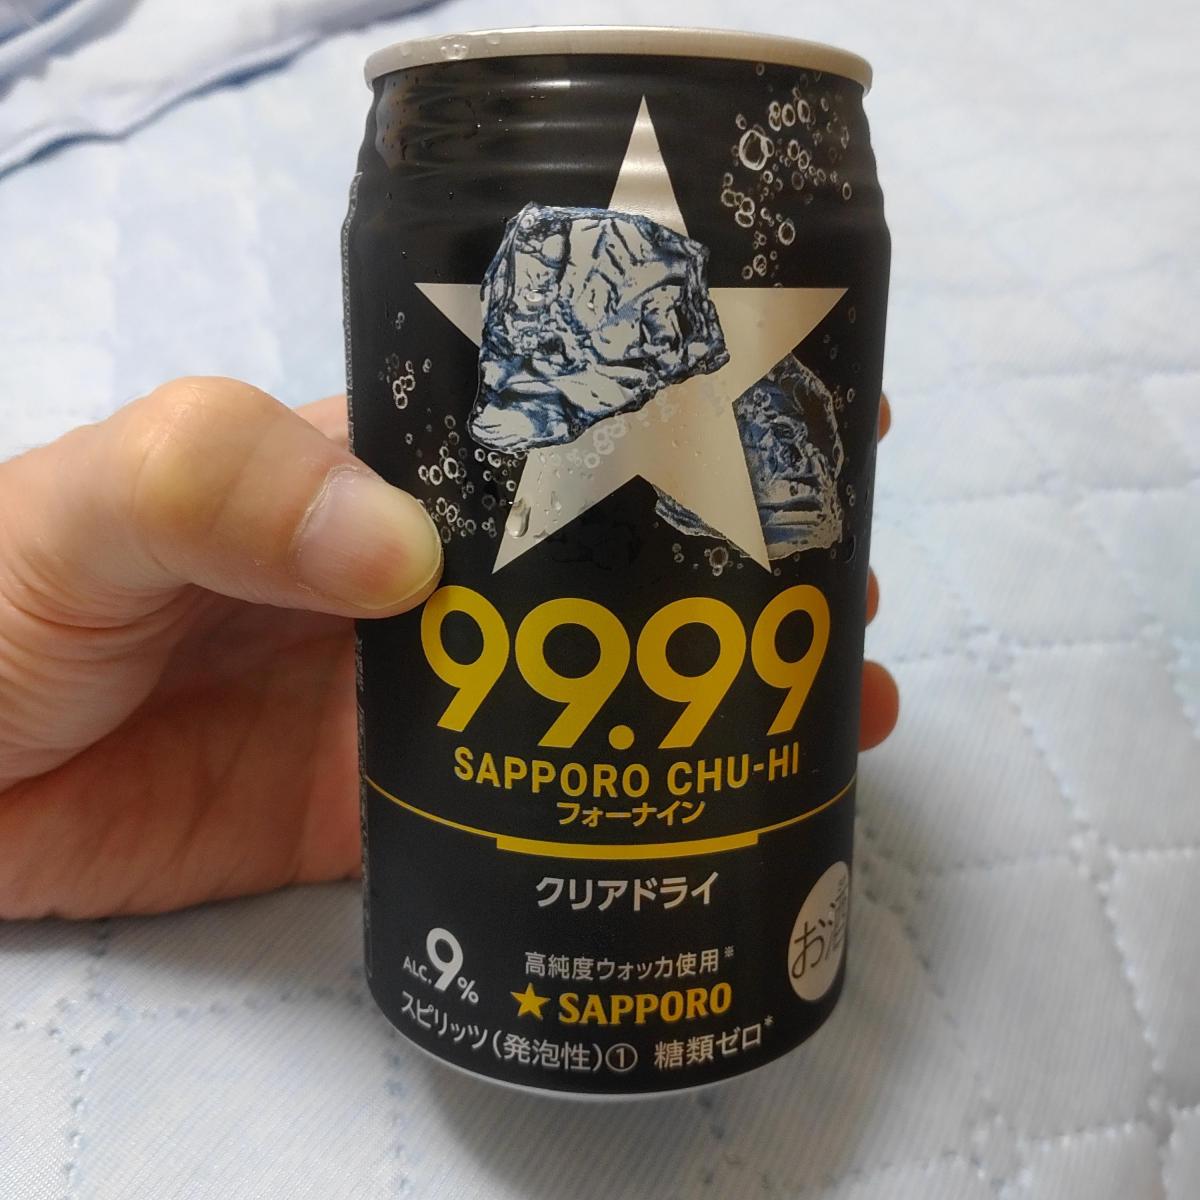 99.99
SAPPORO CHU-HI
フォーナイン
クリアドライ
ALC.9%
高純度ウォッカ使用※
★SAPPORO
スピリッツ(発泡性)① 糖類ゼロ*
お酒